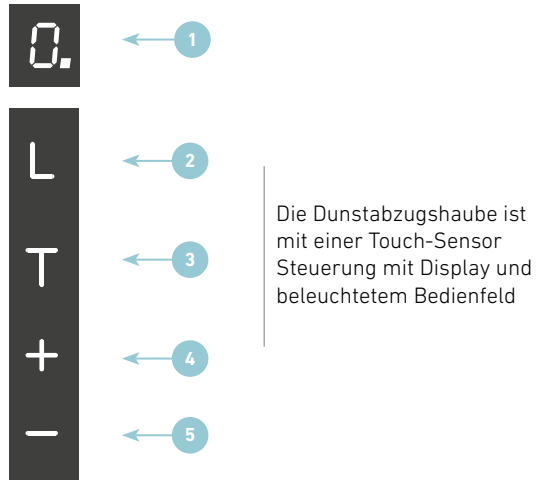 0.
1
L
2
T
3
+
4
−
5
Die Dunstabzugshaube ist
mit einer Touch-Sensor
Steuerung mit Display und
beleuchtetem Bedienfeld